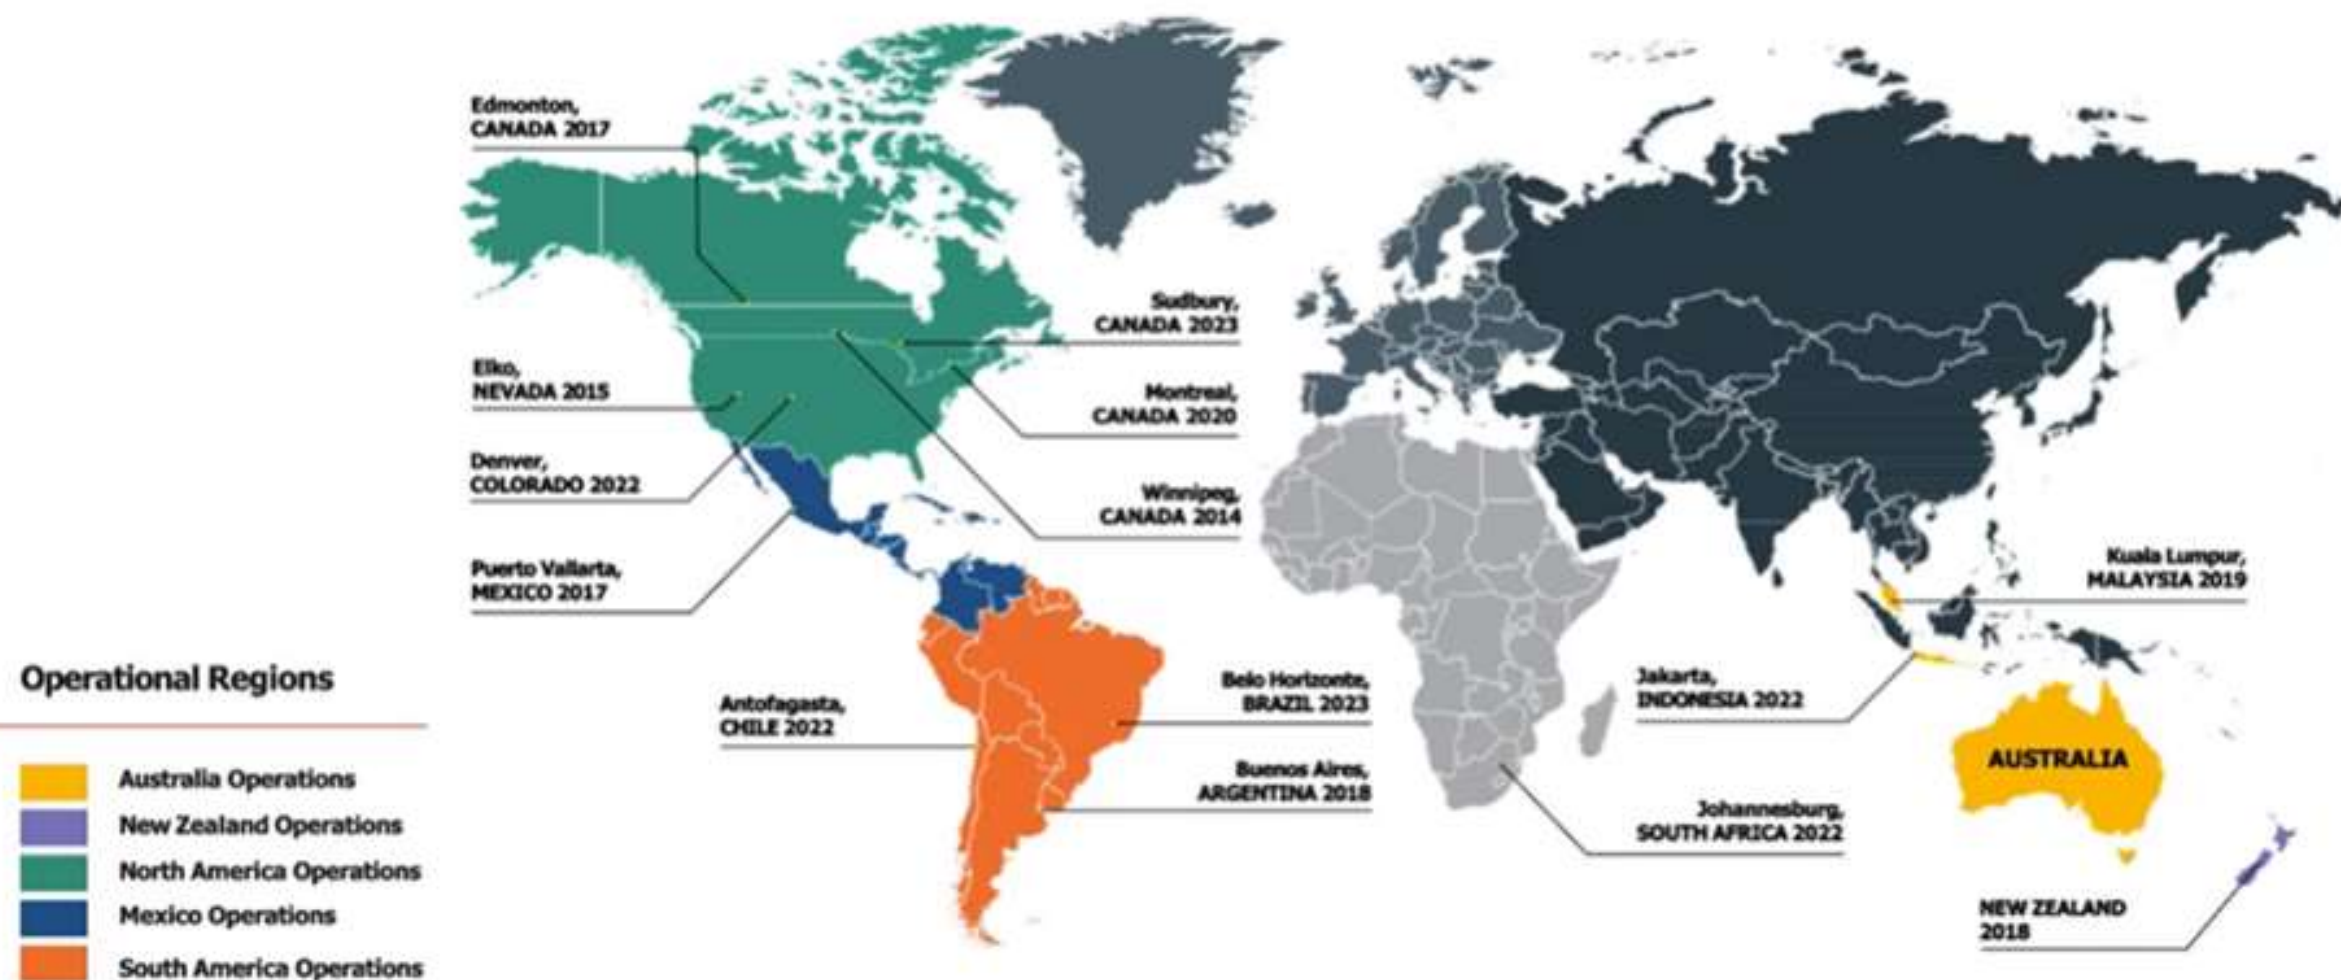 Edmonton,
CANADA 2017
Sudbury,
CANADA 2023
Elko,
NEVADA 2015
Montreal,
CANADA 2020
Denver,
COLORADO 2022
Winnipeg,
CANADA 2014
Puerto Vallarta,
MEXICO 2017
Kuala Lumpur,
MALAYSIA 2019
Antofagasta,
CHILE 2022
Belo Horizonte,
BRAZIL 2023
Jakarta,
INDONESIA 2022
AUSTRALIA
Buenos Aires,
ARGENTINA 2018
Johannesburg,
SOUTH AFRICA 2022
NEW ZEALAND
2018
Operational Regions
Australia Operations
New Zealand Operations
North America Operations
Mexico Operations
South America Operations